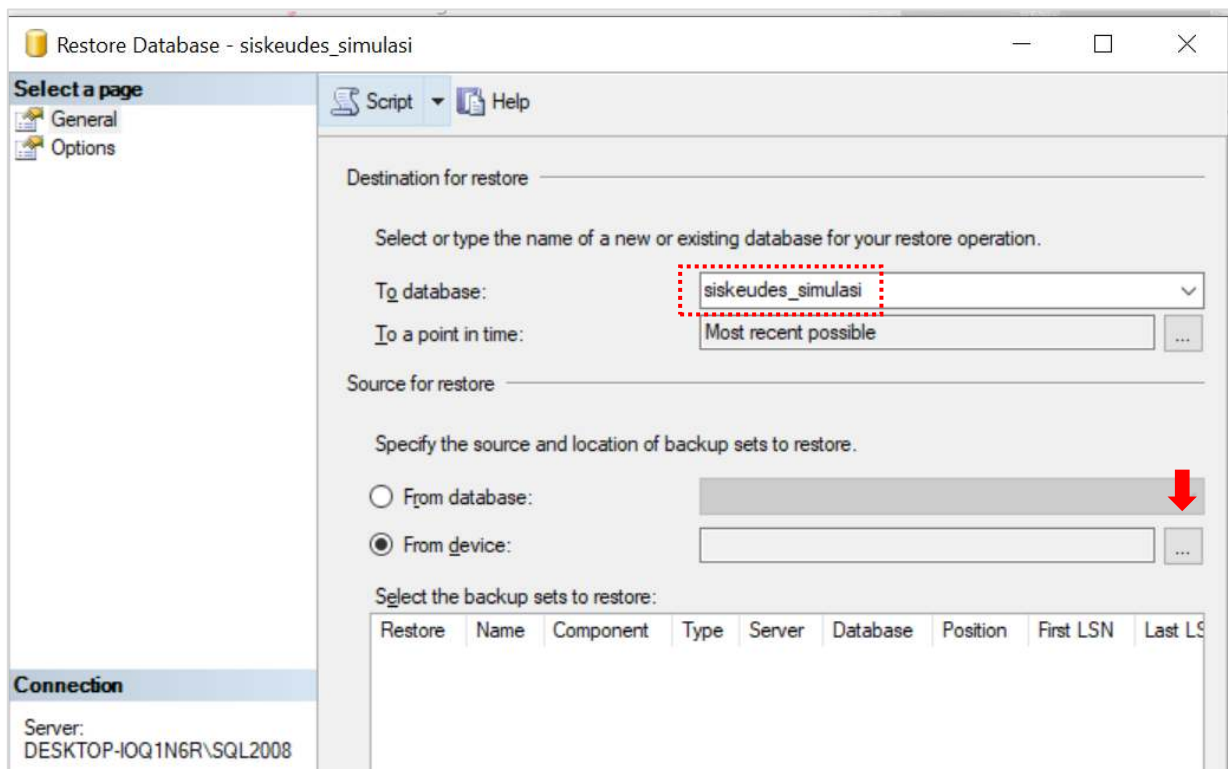 Restore Database - siskeudes_simulasi
Select a page
General
Options
Script
Help
Destination for restore
Select or type the name of a new or existing database for your restore operation.
To database:
siskeudes_simulasi
To a point in time:
Most recent possible
...
Source for restore
Specify the source and location of backup sets to restore.
From database:
From device:
...
Select the backup sets to restore:
Restore Name Component Type Server Database Position First LSN Last LS
Connection
Server:
DESKTOP-IOQ1N6R\SQL2008